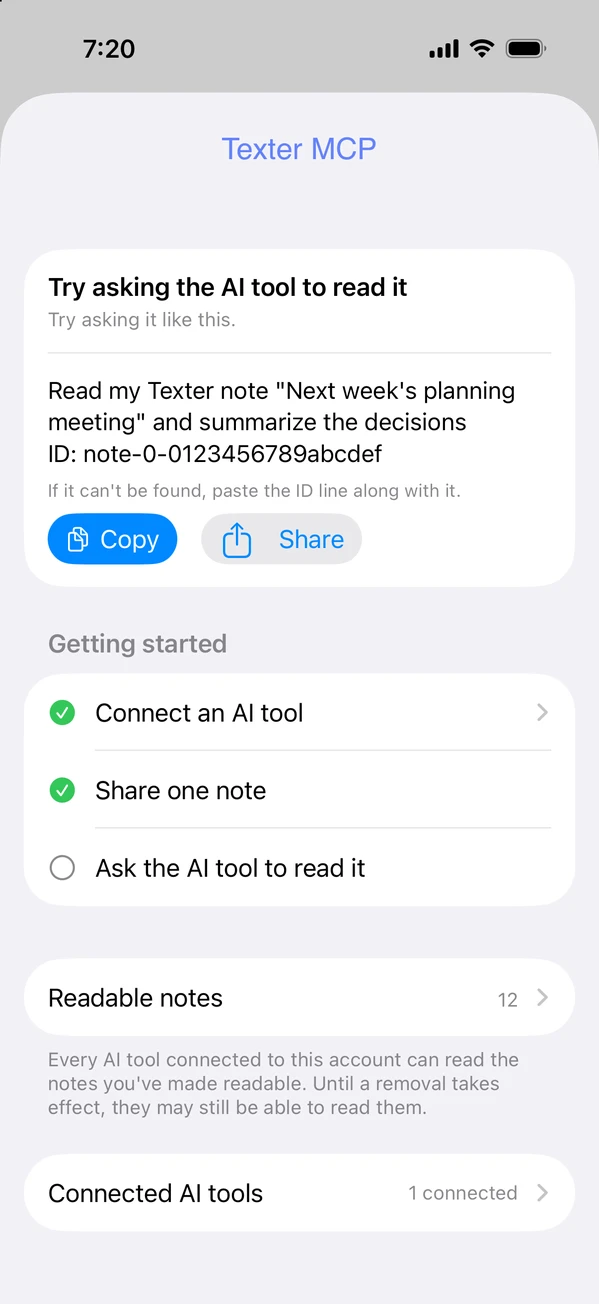 7:20
Texter MCP
Try asking the AI tool to read it
Try asking it like this.
Read my Texter note "Next week's planning
meeting" and summarize the decisions
ID: note-0-0123456789abcdef
If it can't be found, paste the ID line along with it.
Copy
Share
Getting started
Connect an AI tool
Share one note
Ask the AI tool to read it
Readable notes 12
Every AI tool connected to this account can read the
notes you've made readable. Until a removal takes
effect, they may still be able to read them.
Connected AI tools 1 connected